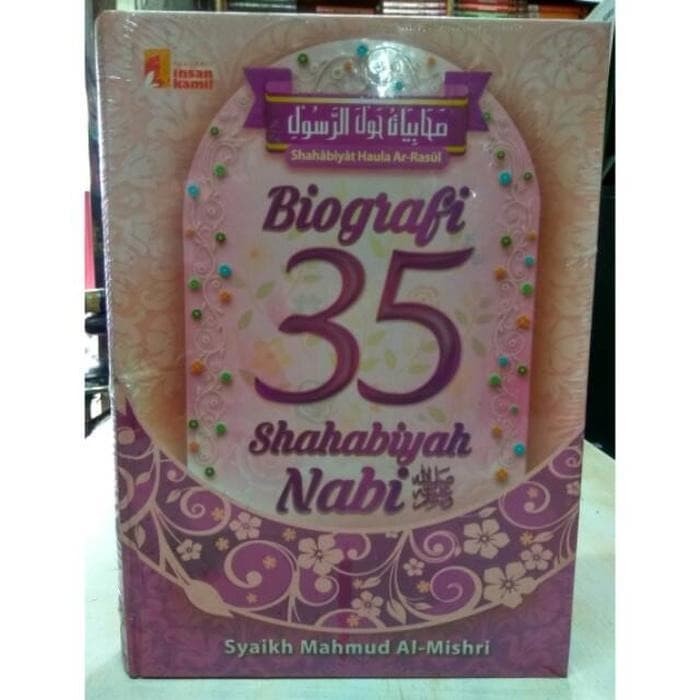 insan
kamil
صحابيات حول الرسول
Shahâbiyât Haula Ar-Rasûl
Biografi
35
Shahabiyah
Nabi ﷺ
Syaikh Mahmud Al-Mishri